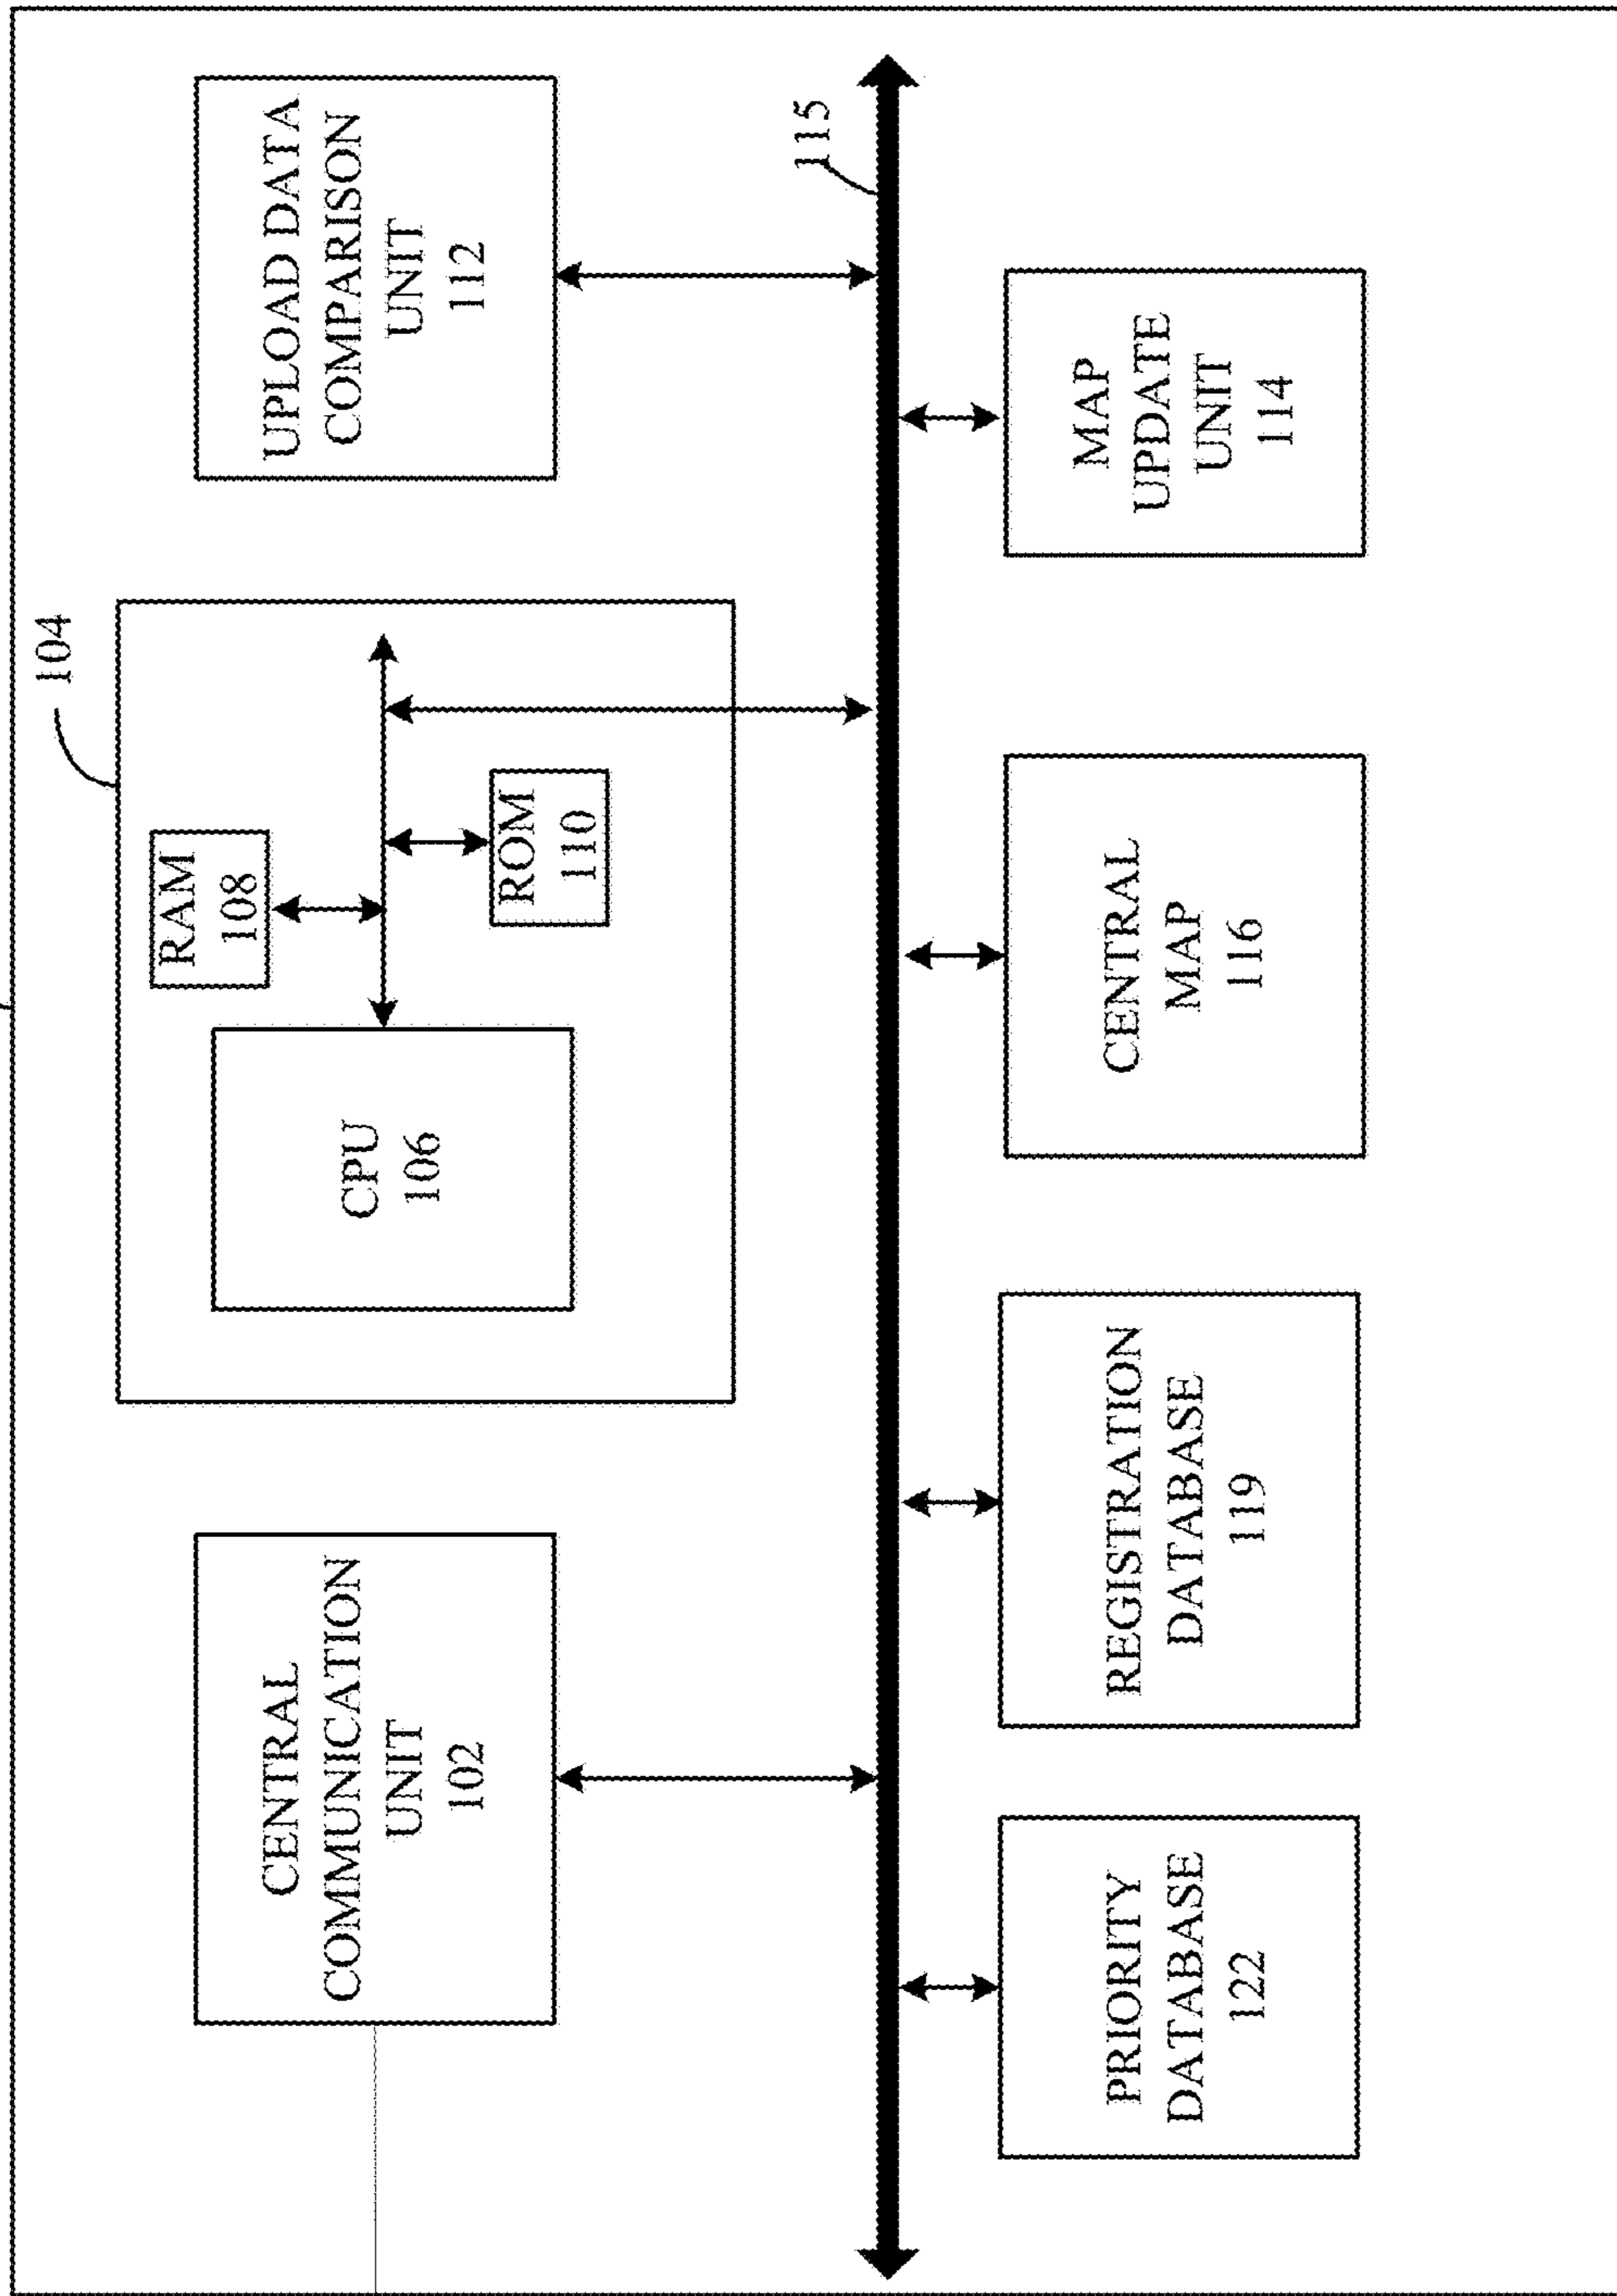 104
CENTRAL
COMMUNICATION
UNIT
102
CPU
106
RAM
108
ROM
110
UPLOAD DATA
COMPARISON
UNIT
112
115
PRIORITY
DATABASE
122
REGISTRATION
DATABASE
119
CENTRAL
MAP
116
MAP
UPDATE
UNIT
114